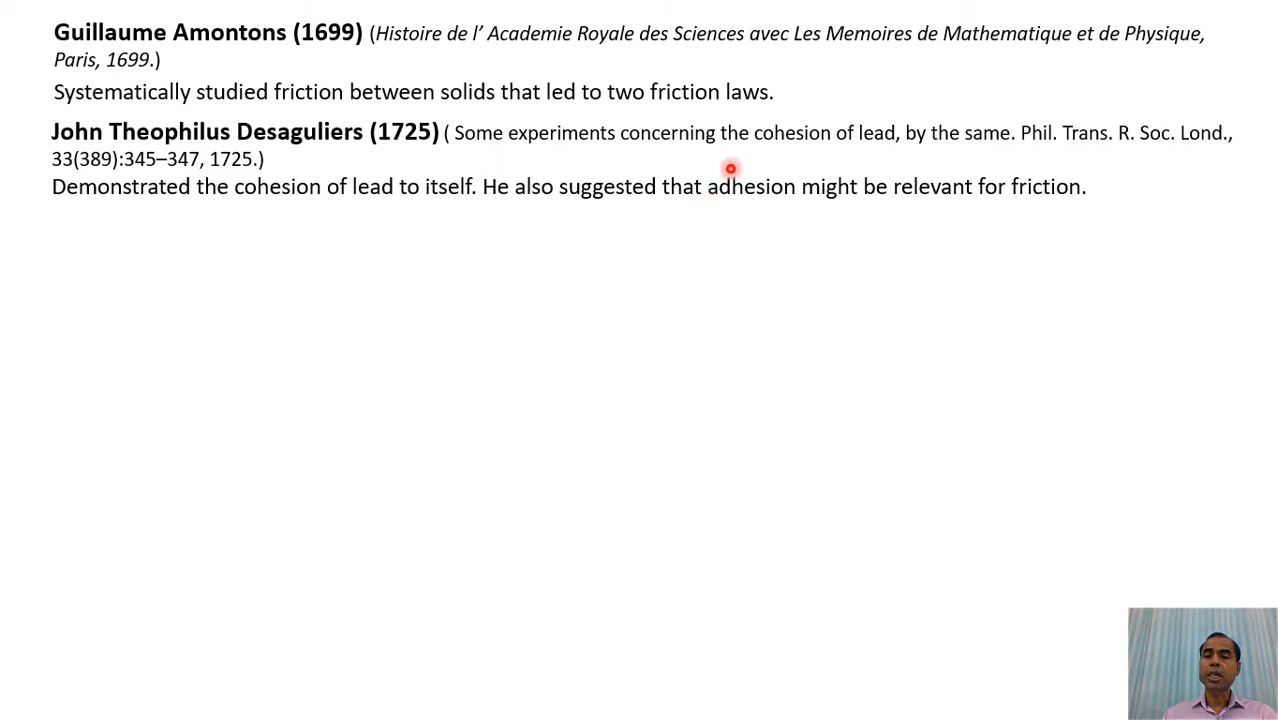 Guillaume Amontons (1699) (Histoire de l’ Academie Royale des Sciences avec Les Memoires de Mathematique et de Physique,
Paris, 1699.)
Systematically studied friction between solids that led to two friction laws.
John Theophilus Desaguliers (1725) ( Some experiments concerning the cohesion of lead, by the same. Phil. Trans. R. Soc. Lond.,
33(389):345–347, 1725.)
Demonstrated the cohesion of lead to itself. He also suggested that adhesion might be relevant for friction.